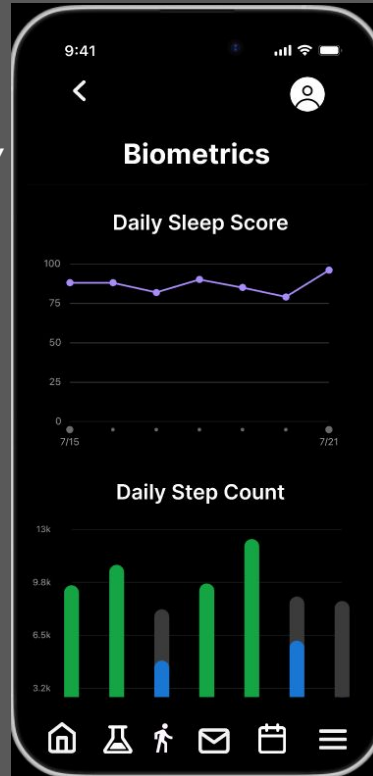 9:41
Biometrics
Daily Sleep Score
100
75
50
25
0
7/15 7/21
Daily Step Count
13k
9.8k
6.5k
3.2k